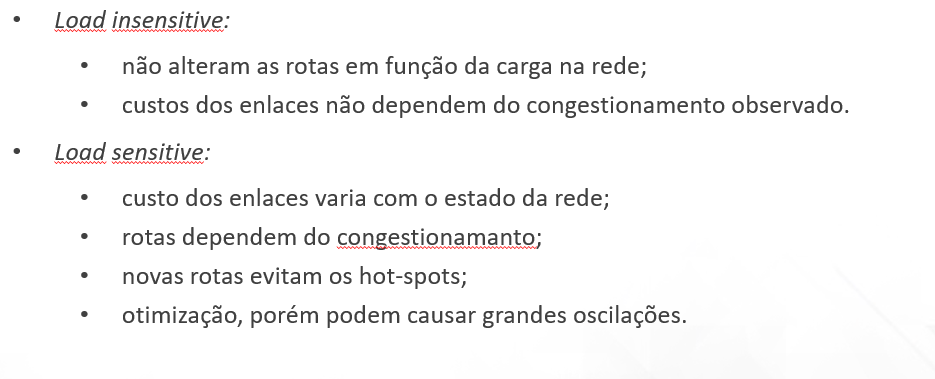 • Load insensitive:
• não alteram as rotas em função da carga na rede;
• custos dos enlaces não dependem do congestionamento observado.
• Load sensitive:
• custo dos enlaces varia com o estado da rede;
• rotas dependem do congestionamanto;
• novas rotas evitam os hot-spots;
• otimização, porém podem causar grandes oscilações.